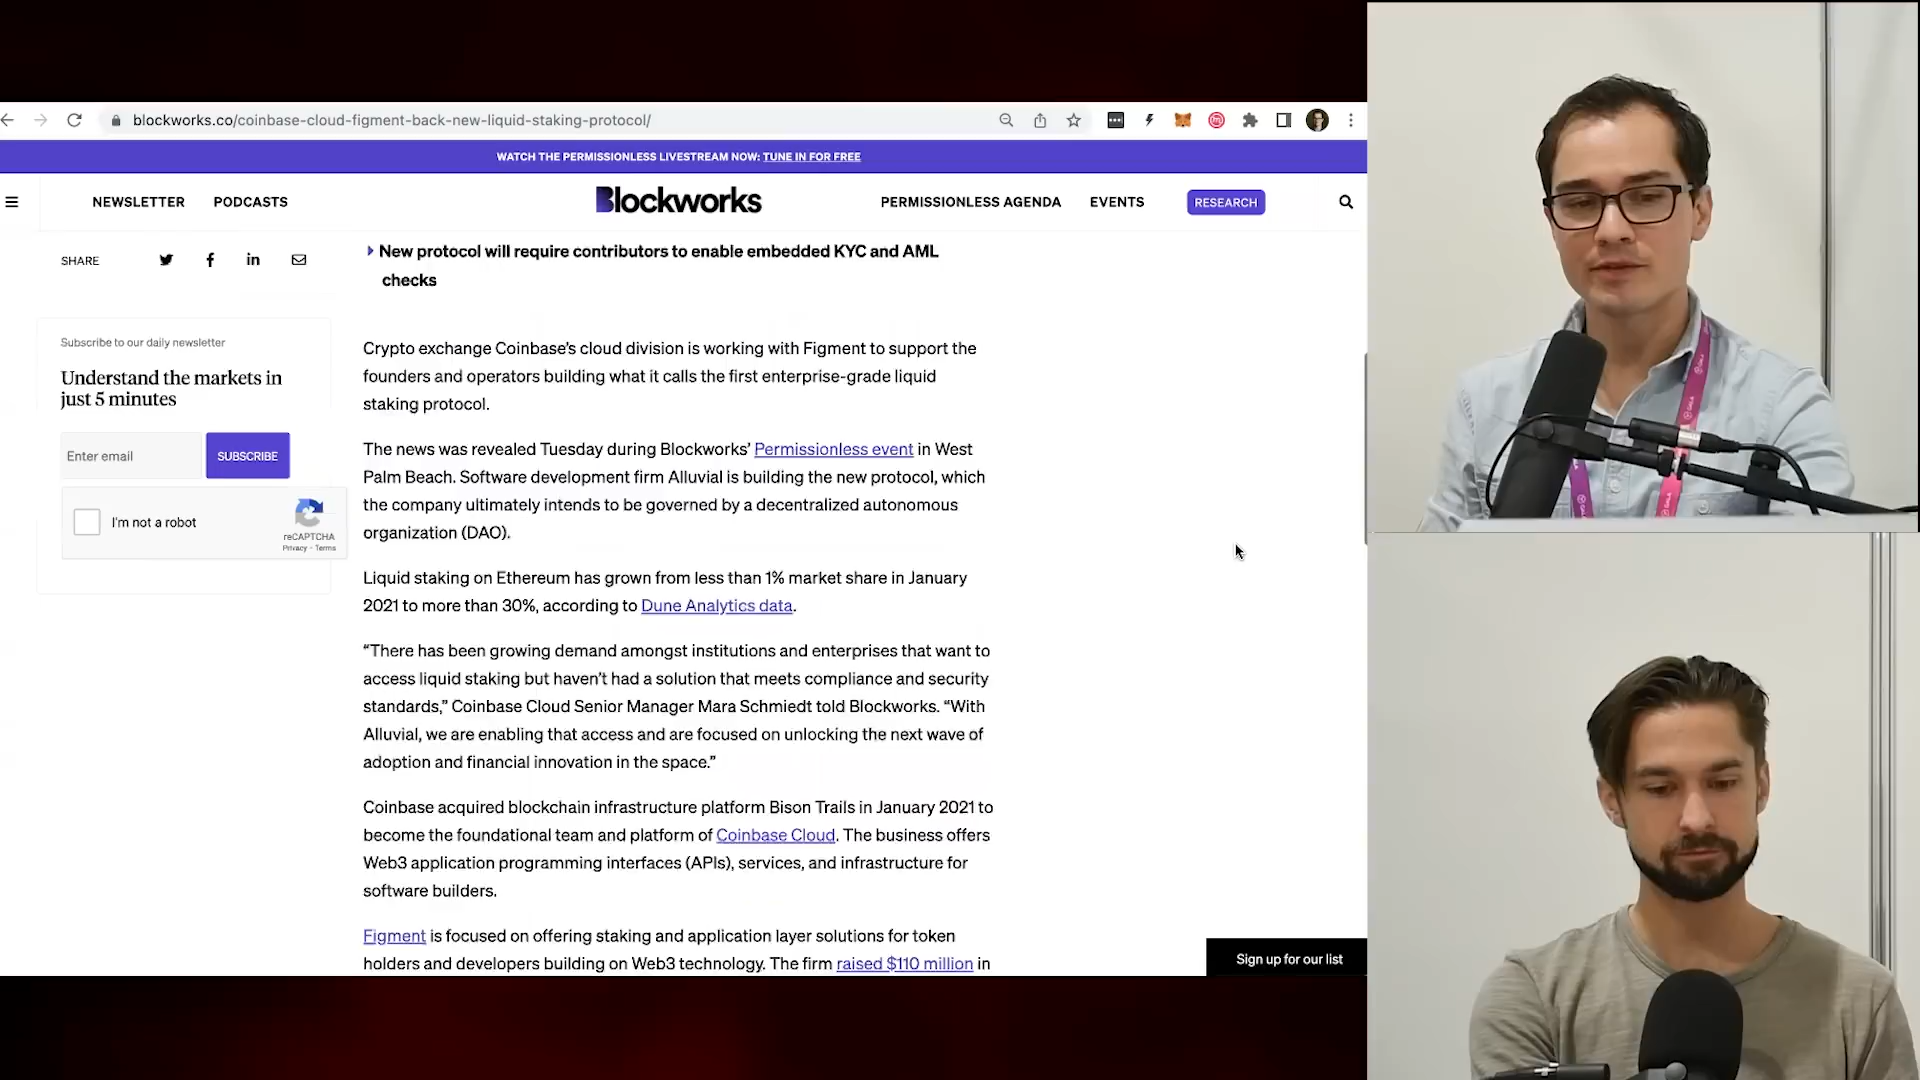 blockworks.co/coinbase-cloud-figment-back-new-liquid-staking-protocol/
WATCH THE PERMISSIONLESS LIVESTREAM NOW: TUNE IN FOR FREE
NEWSLETTER PODCASTS Blockworks PERMISSIONLESS AGENDA EVENTS RESEARCH
SHARE
New protocol will require contributors to enable embedded KYC and AML
checks
Subscribe to our daily newsletter
Understand the markets in
just 5 minutes
Enter email SUBSCRIBE
I'm not a robot
reCAPTCHA
Privacy - Terms
Crypto exchange Coinbase's cloud division is working with Figment to support the
founders and operators building what it calls the first enterprise-grade liquid
staking protocol.
The news was revealed Tuesday during Blockworks' Permissionless event in West
Palm Beach. Software development firm Alluvial is building the new protocol, which
the company ultimately intends to be governed by a decentralized autonomous
organization (DAO).
Liquid staking on Ethereum has grown from less than 1% market share in January
2021 to more than 30%, according to Dune Analytics data.
“There has been growing demand amongst institutions and enterprises that want to
access liquid staking but haven't had a solution that meets compliance and security
standards,” Coinbase Cloud Senior Manager Mara Schmiedt told Blockworks. “With
Alluvial, we are enabling that access and are focused on unlocking the next wave of
adoption and financial innovation in the space.”
Coinbase acquired blockchain infrastructure platform Bison Trails in January 2021 to
become the foundational team and platform of Coinbase Cloud. The business offers
Web3 application programming interfaces (APIs), services, and infrastructure for
software builders.
Figment is focused on offering staking and application layer solutions for token
holders and developers building on Web3 technology. The firm raised $110 million in
Sign up for our list